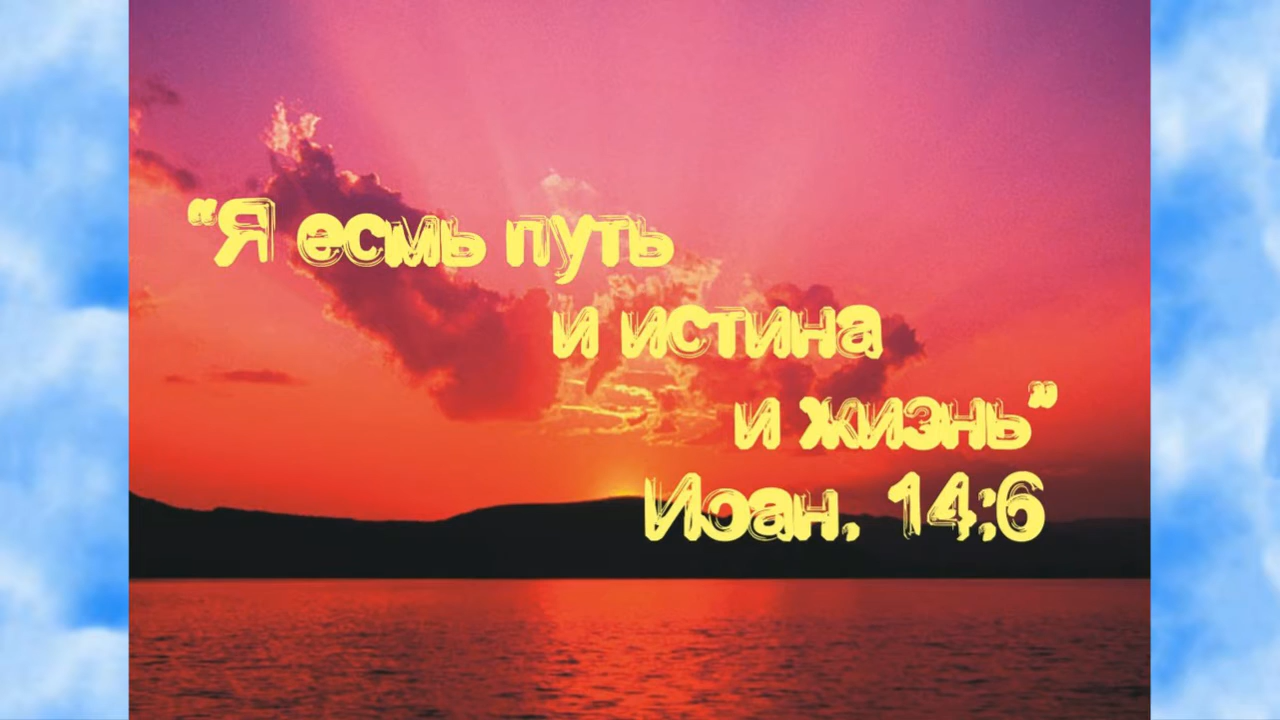 “Я есмь путь
и истина
и жизнь”
Иоан. 14:6